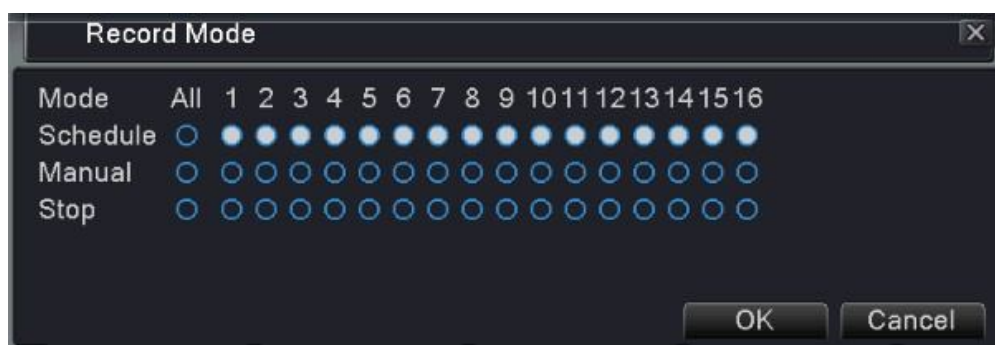 Record Mode
Mode All 1 2 3 4 5 6 7 8 9 10 11 12 13 14 15 16
Schedule
Manual
Stop
OK Cancel